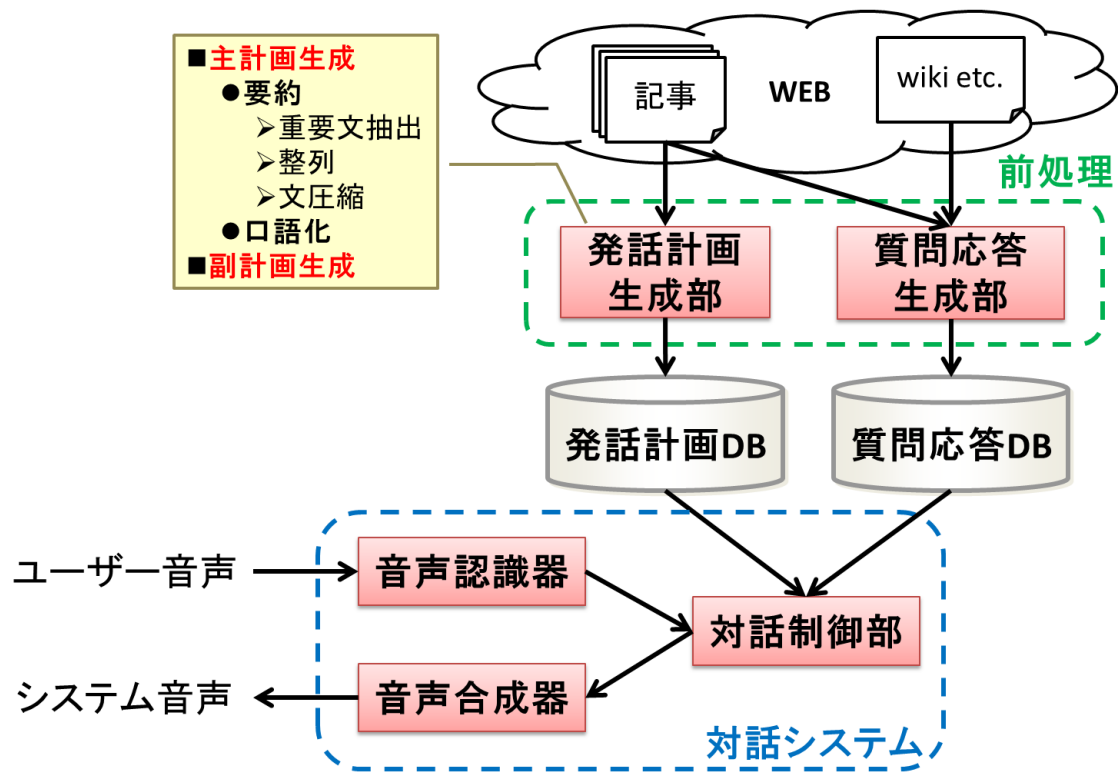 ■主計画生成
●要約
➢重要文抽出
➢整列
➢文圧縮
●口語化
■副計画生成
記事
WEB
wiki etc.
前処理
発話計画
生成部
質問応答
生成部
発話計画DB
質問応答DB
ユーザー音声
音声認識器
対話制御部
システム音声
音声合成器
対話システム